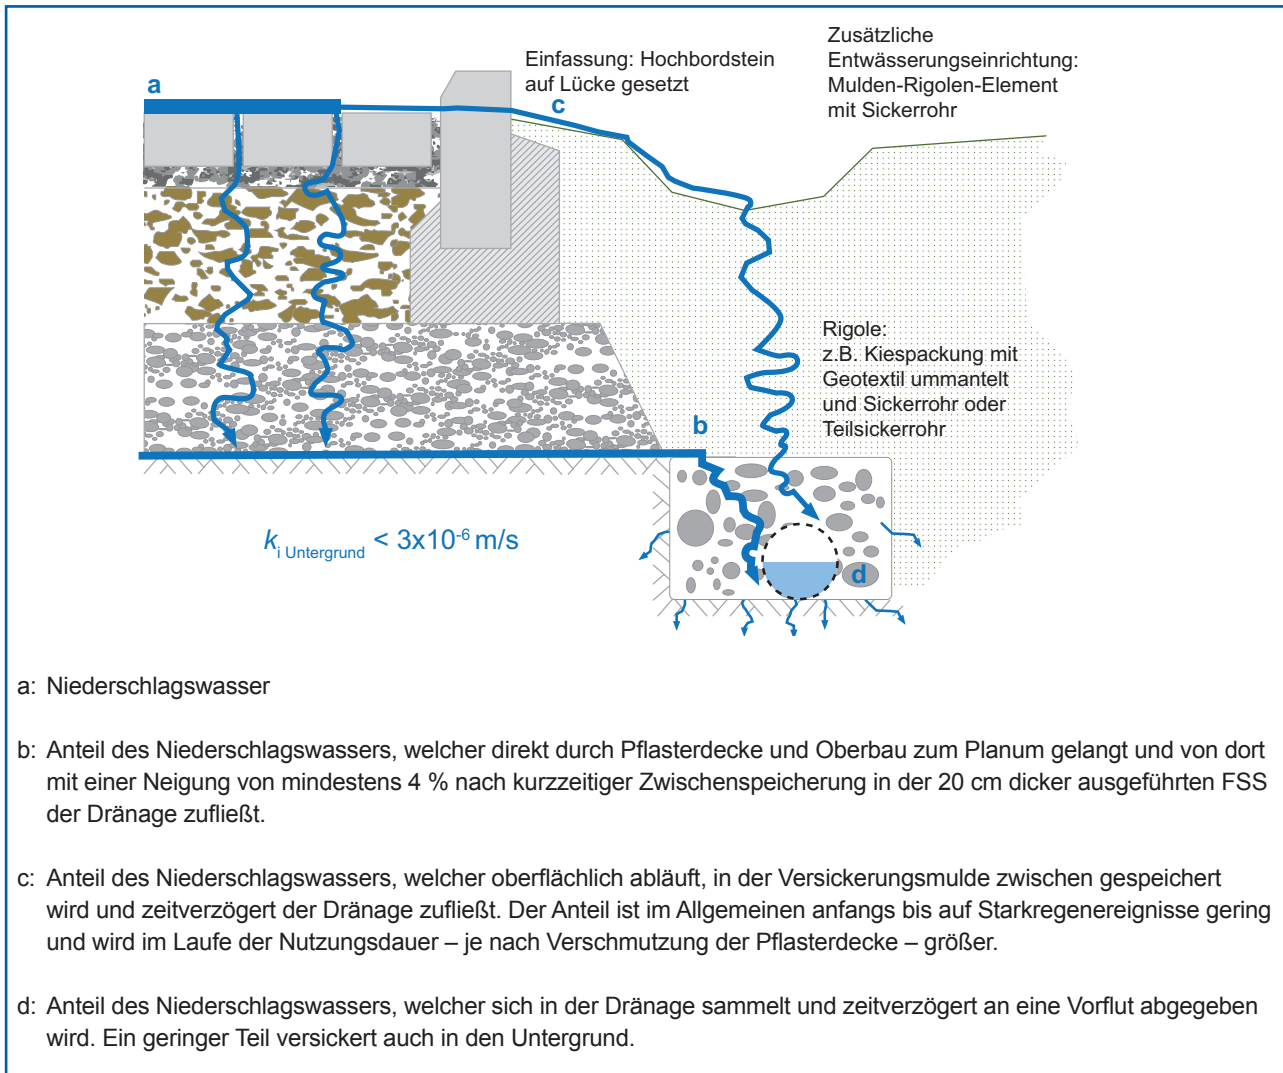 Einfassung: Hochbordstein
auf Lücke gesetzt
Zusätzliche
Entwässerungseinrichtung:
Mulden-Rigolen-Element
mit Sickerrohr
a
c
Rigole:
z.B. Kiespackung mit
Geotextil ummantelt
und Sickerrohr oder
Teilsickerrohr
b
k i Untergrund < 3x10-6 m/s
d
a: Niederschlagswasser
b: Anteil des Niederschlagswassers, welcher direkt durch Pflasterdecke und Oberbau zum Planum gelangt und von dort
mit einer Neigung von mindestens 4 % nach kurzzeitiger Zwischenspeicherung in der 20 cm dicker ausgeführten FSS
der Dränage zufließt.
c: Anteil des Niederschlagswassers, welcher oberflächlich abläuft, in der Versickerungsmulde zwischen gespeichert
wird und zeitverzögert der Dränage zufließt. Der Anteil ist im Allgemeinen anfangs bis auf Starkregenereignisse gering
und wird im Laufe der Nutzungsdauer – je nach Verschmutzung der Pflasterdecke – größer.
d: Anteil des Niederschlagswassers, welcher sich in der Dränage sammelt und zeitverzögert an eine Vorflut abgegeben
wird. Ein geringer Teil versickert auch in den Untergrund.